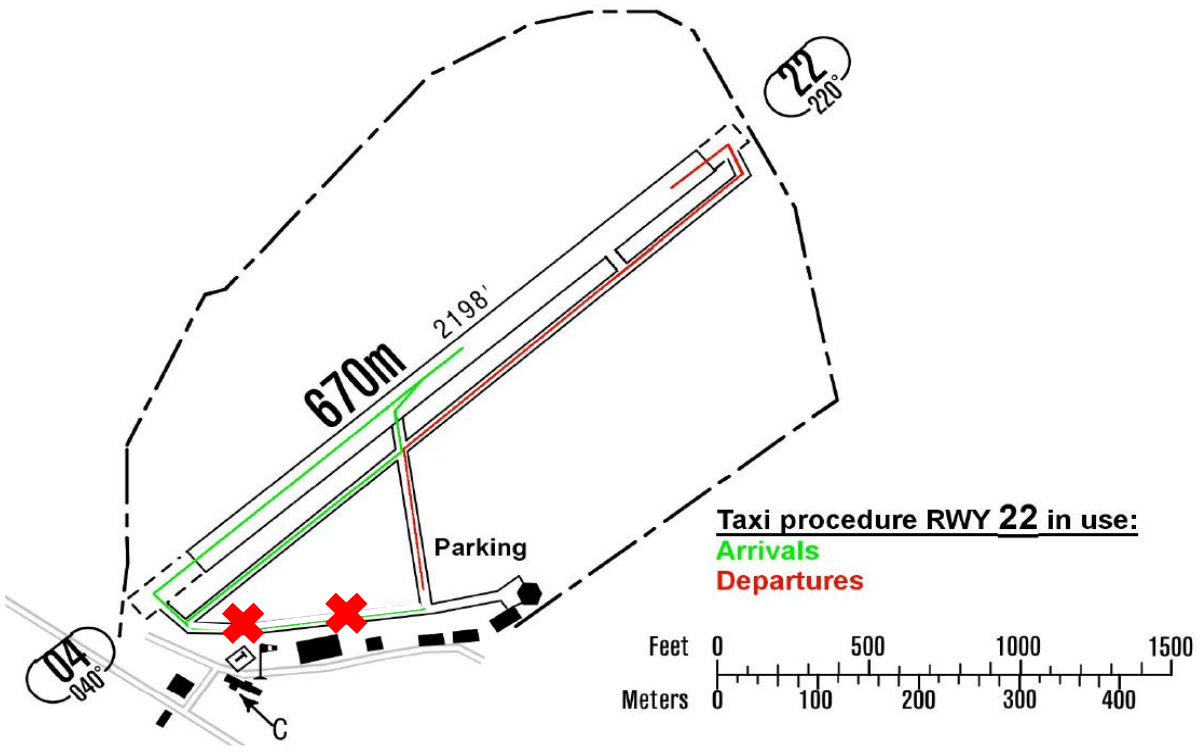 22
220°
2198'
670m
Parking
Taxi procedure RWY 22 in use:
Arrivals
Departures
Feet 0 500 1000 1500
Meters 0 100 200 300 400
04
040°
T
C